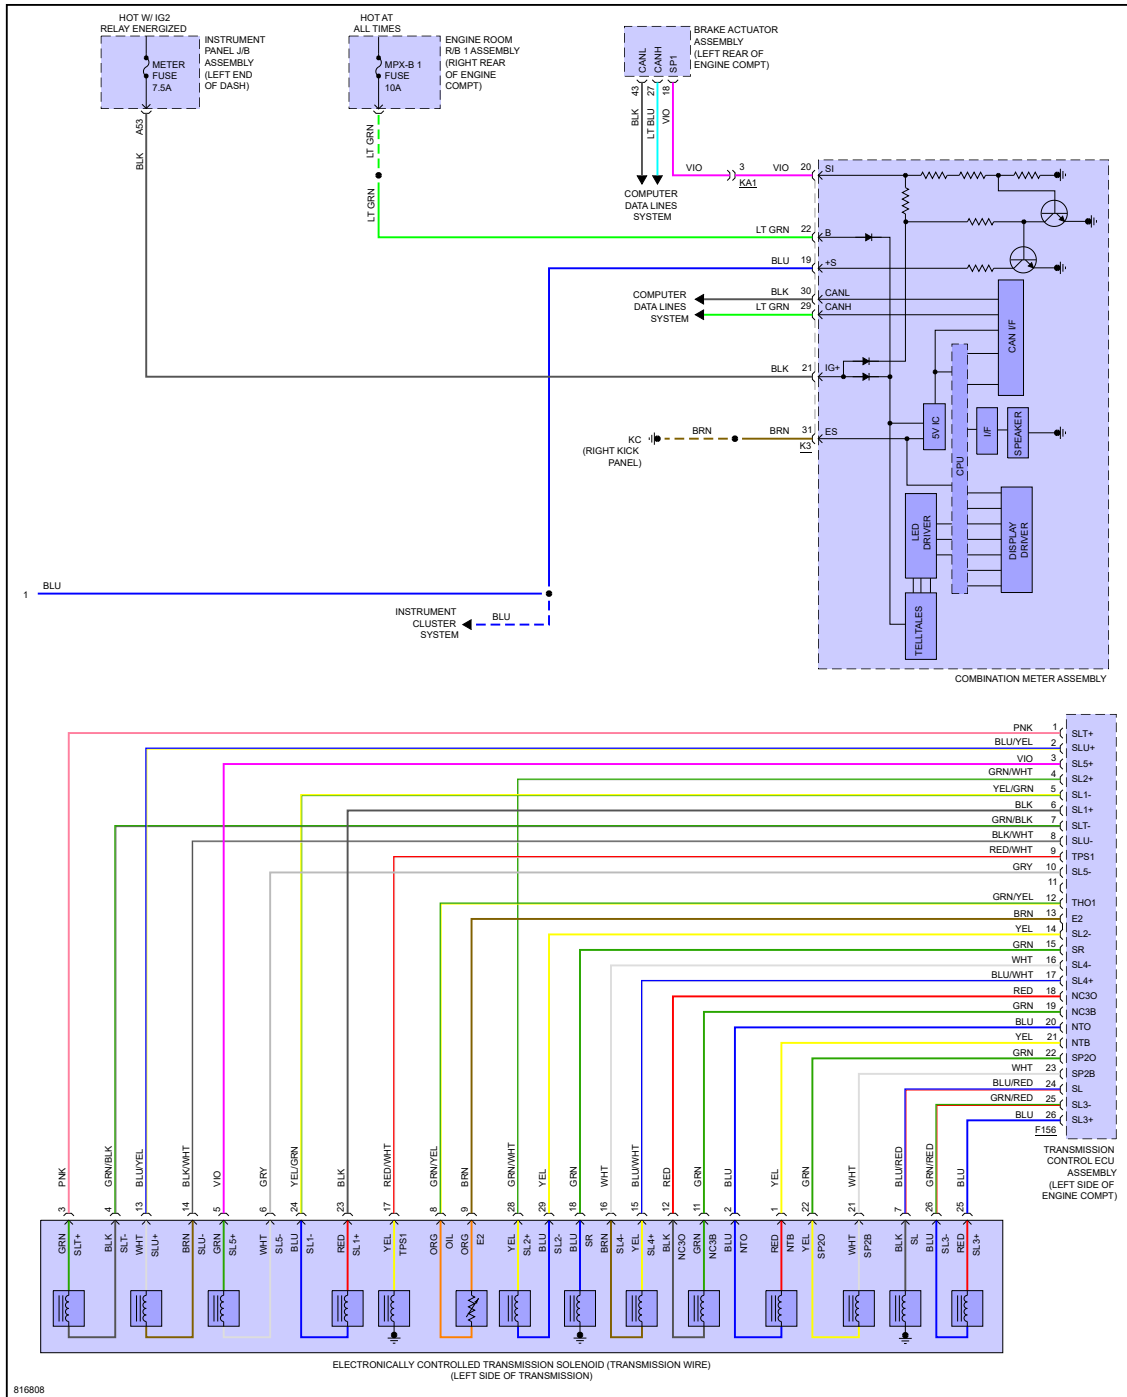 HOT W/ IG2
RELAY ENERGIZED
METER
FUSE
7.5A
INSTRUMENT
PANEL J/B
ASSEMBLY
(LEFT END
OF DASH)
A53
BLK
HOT AT
ALL TIMES
MPX-B 1
FUSE
10A
ENGINE ROOM
R/B 1 ASSEMBLY
(RIGHT REAR
OF ENGINE
COMPT)
LT GRN
LT GRN
CANL
CANH
SP1
BRAKE ACTUATOR
ASSEMBLY
(LEFT REAR OF
ENGINE COMPT)
43
27
18
BLK
LT BLU
VIO
COMPUTER
DATA LINES
SYSTEM
VIO
3
KA1
VIO 20 SI
LT GRN 22 B
BLU 19 +S
COMPUTER
DATA LINES
SYSTEM
BLK 30 CANL
LT GRN 29 CANH
BLK 21 IG+
KC
(RIGHT KICK
PANEL)
BRN
BRN 31 ES
K3
CAN I/F
5V IC
CPU
I/F
SPEAKER
LED
DRIVER
DISPLAY
DRIVER
TELLTALES
COMBINATION METER ASSEMBLY
1 BLU
INSTRUMENT
CLUSTER
SYSTEM
BLU
PNK 1 SLT+
BLU/YEL 2 SLU+
VIO 3 SL5+
GRN/WHT 4 SL2+
YEL/GRN 5 SL1-
BLK 6 SL1+
GRN/BLK 7 SLT-
BLK/WHT 8 SLU-
RED/WHT 9 TPS1
GRY 10 SL5-
11
GRN/YEL 12 THO1
BRN 13 E2
YEL 14 SL2-
GRN 15 SR
WHT 16 SL4-
BLU/WHT 17 SL4+
RED 18 NC3O
GRN 19 NC3B
BLU 20 NTO
YEL 21 NTB
GRN 22 SP2O
WHT 23 SP2B
BLU/RED 24 SL
GRN/RED 25 SL3-
BLU 26 SL3+
F156
TRANSMISSION
CONTROL ECU
ASSEMBLY
(LEFT SIDE OF
ENGINE COMPT)
PNK 3 GRN SLT+
GRN/BLK 4 BLK SLT-
BLU/YEL 13 WHT SLU+
BLK/WHT 14 BRN SLU-
VIO 5 GRN SL5+
GRY 6 WHT SL5-
YEL/GRN 24 BLU SL1-
BLK 23 RED SL1+
RED/WHT 17 YEL TPS1
GRN/YEL 8 ORG OIL
BRN 9 ORG E2
GRN/WHT 28 YEL SL2+
YEL 29 BLU SL2-
GRN 18 BLU SR
WHT 16 BRN SL4-
BLU/WHT 15 YEL SL4+
RED 12 BLK NC3O
GRN 11 GRN NC3B
BLU 2 BLU NTO
YEL 1 RED NTB
GRN 22 YEL SP2O
WHT 21 WHT SP2B
BLU/RED 7 BLK SL
GRN/RED 26 BLU SL3-
BLU 25 RED SL3+
ELECTRONICALLY CONTROLLED TRANSMISSION SOLENOID (TRANSMISSION WIRE)
(LEFT SIDE OF TRANSMISSION)
816808